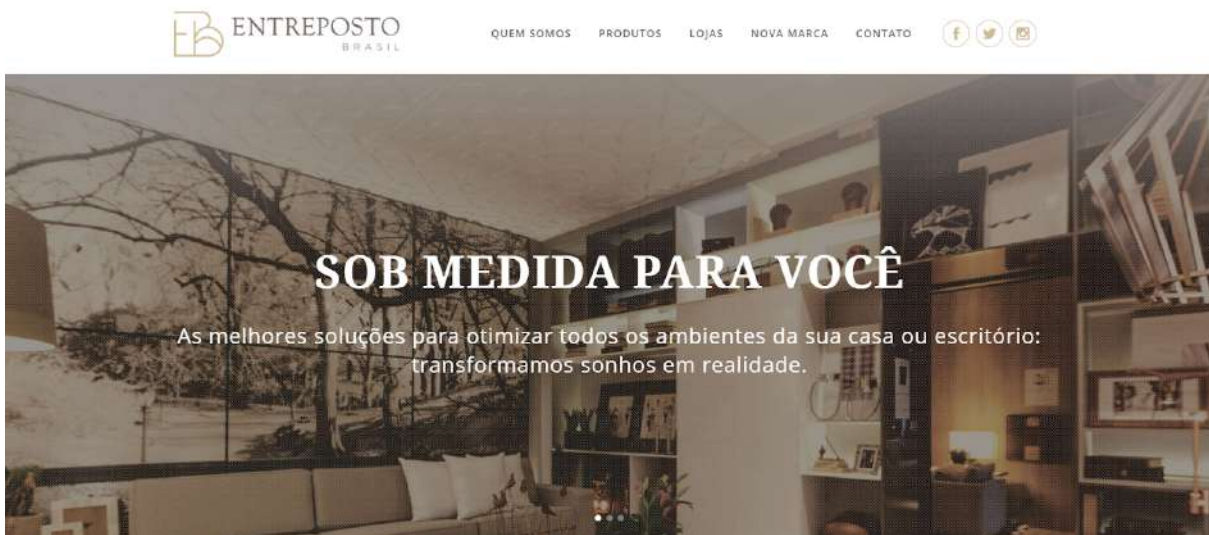 EB ENTREPOSTO
BRASIL
QUEM SOMOS PRODUTOS LOJAS NOVA MARCA CONTATO
SOB MEDIDA PARA VOCÊ
As melhores soluções para otimizar todos os ambientes da sua casa ou escritório:
transformamos sonhos em realidade.